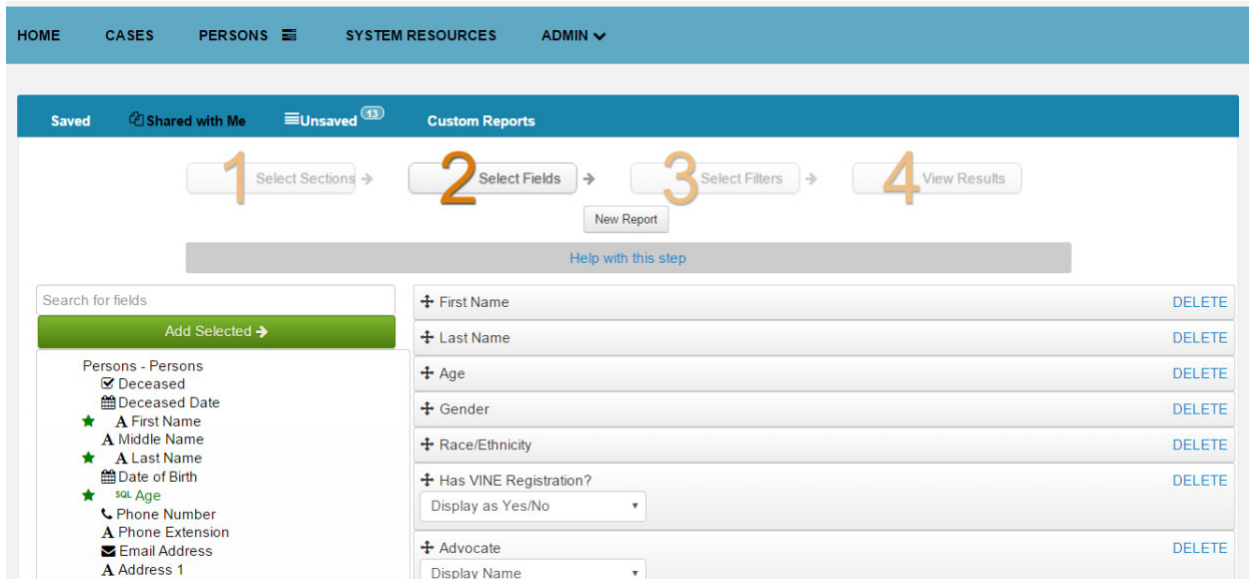 HOME CASES PERSONS SYSTEM RESOURCES ADMIN
Saved Shared with Me Unsaved 13 Custom Reports
1 Select Sections 2 Select Fields 3 Select Filters 4 View Results
New Report
Help with this step
Search for fields
Add Selected
Persons - Persons
Deceased
Deceased Date
A First Name
A Middle Name
A Last Name
Date of Birth
SQL Age
Phone Number
A Phone Extension
Email Address
A Address 1
First Name DELETE
Last Name DELETE
Age DELETE
Gender DELETE
Race/Ethnicity DELETE
Has VINE Registration? DELETE
Display as Yes/No
Advocate DELETE
Display Name